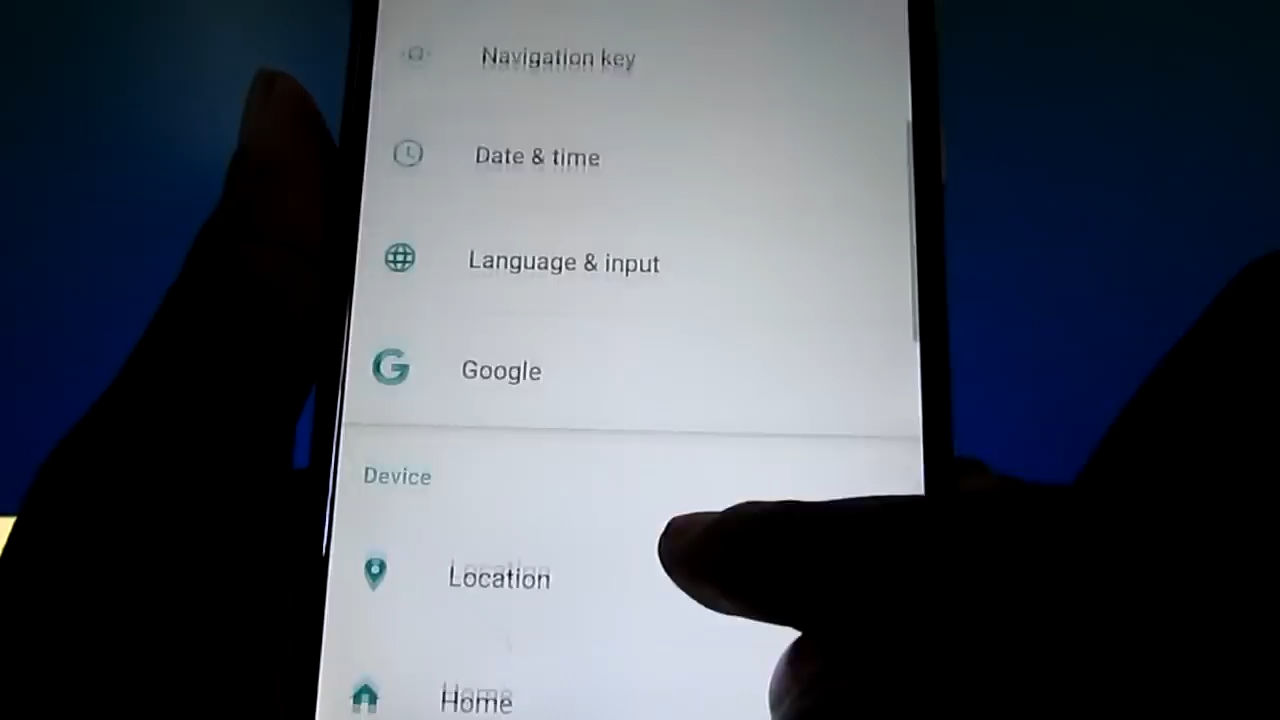 Navigation key
Date & time
Language & input
Google
Device
Location
Home